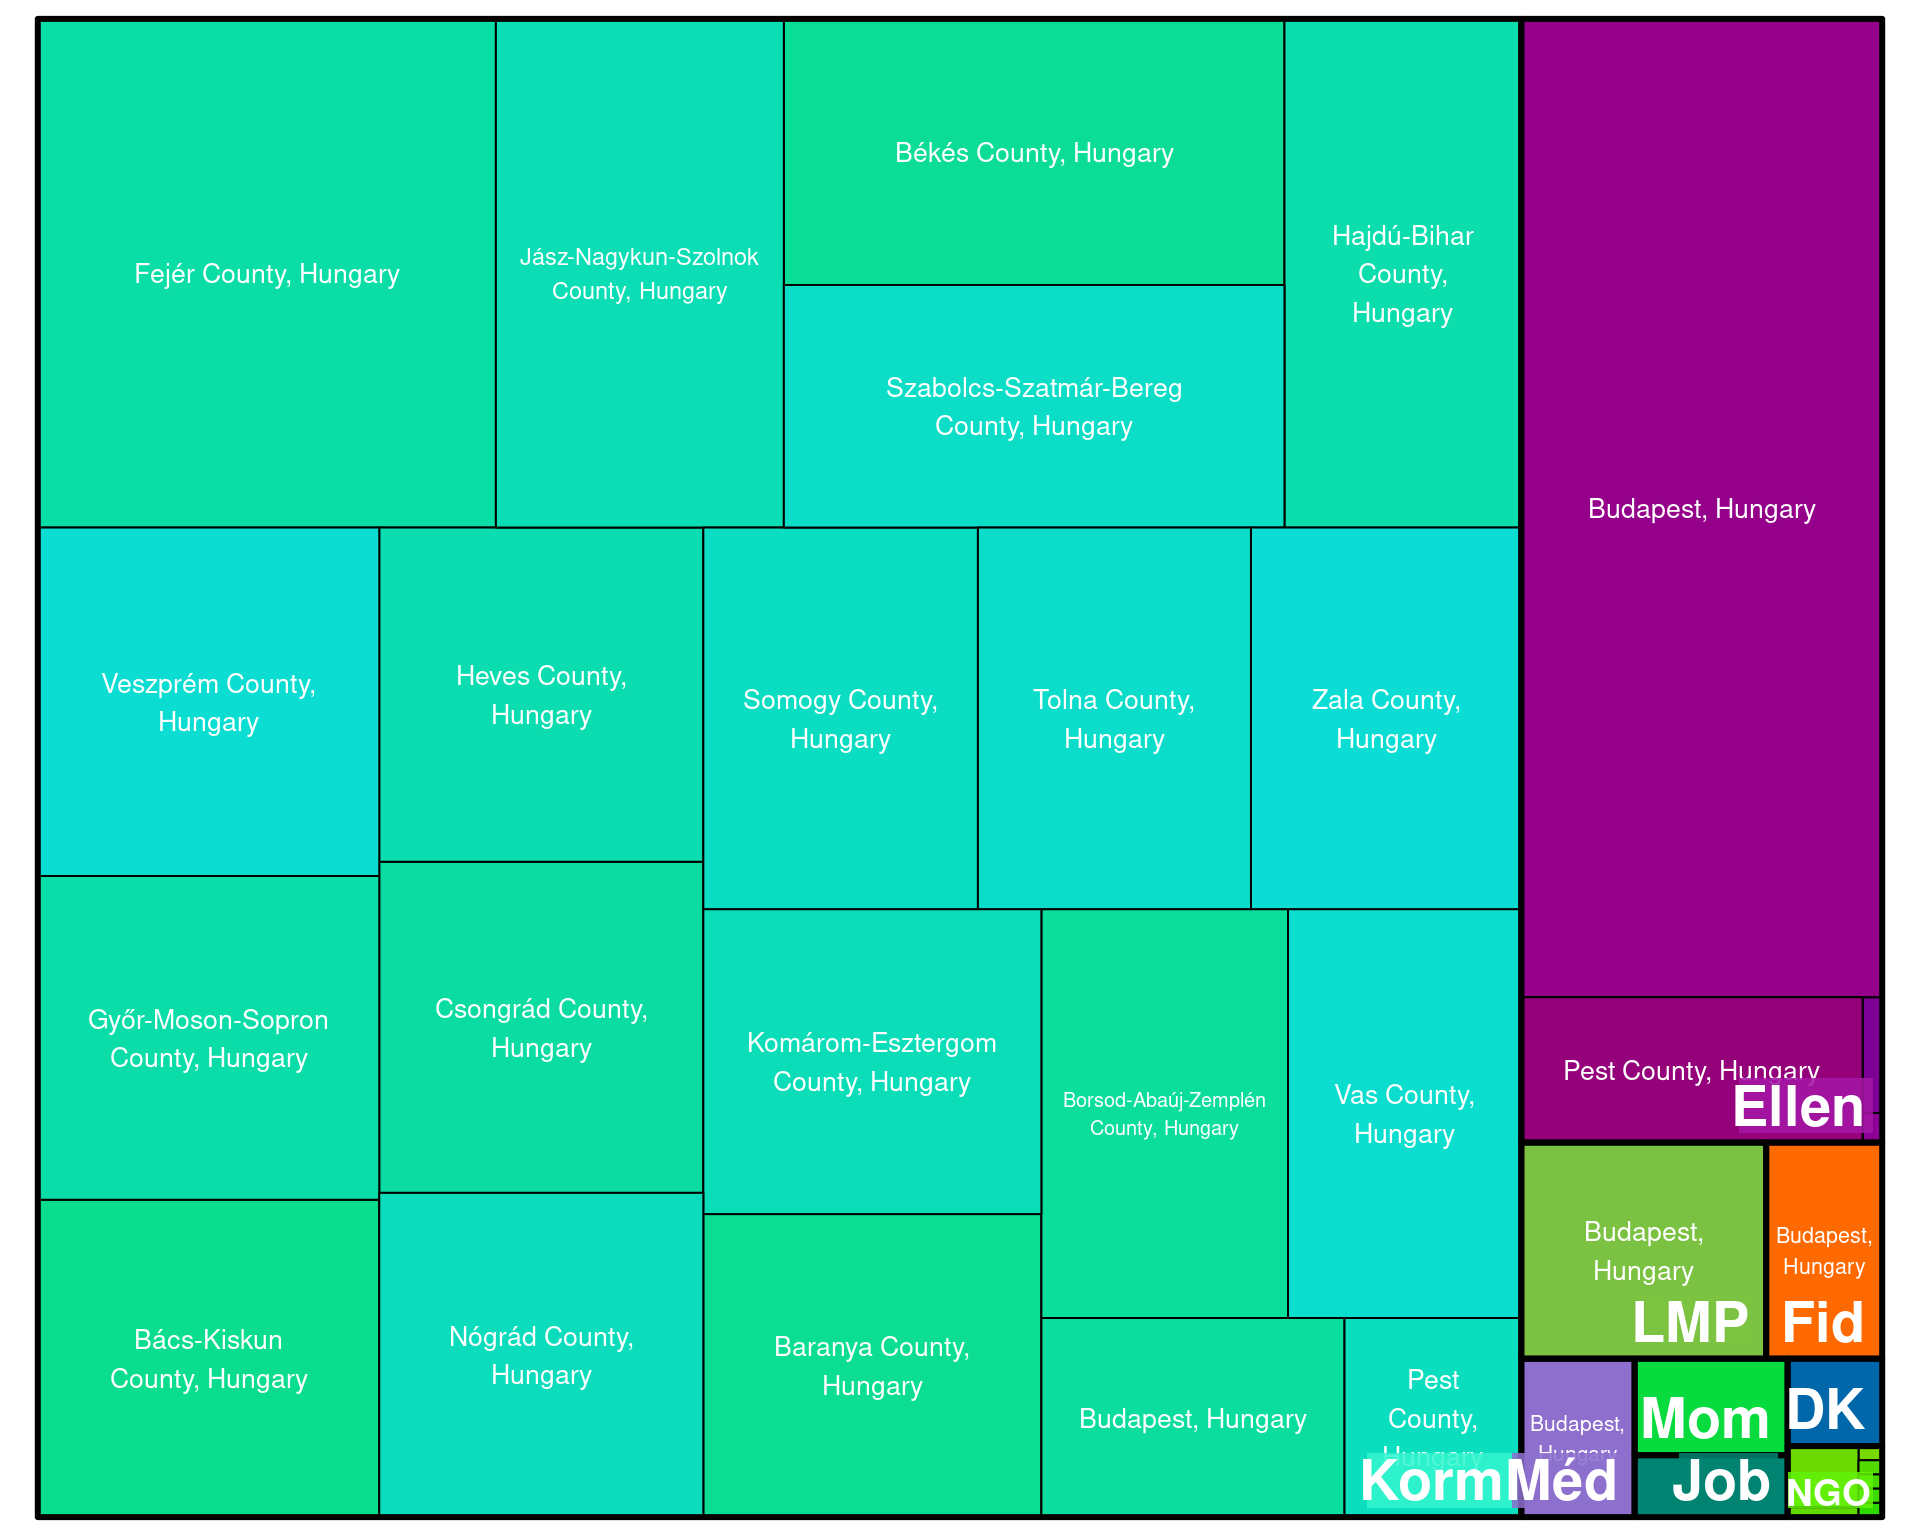 Fejér County, Hungary
Jász-Nagykun-Szolnok
County, Hungary
Békés County, Hungary
Szabolcs-Szatmár-Bereg
County, Hungary
Hajdú-Bihar
County,
Hungary
Budapest, Hungary
Veszprém County,
Hungary
Heves County,
Hungary
Somogy County,
Hungary
Tolna County,
Hungary
Zala County,
Hungary
Győr-Moson-Sopron
County, Hungary
Csongrád County,
Hungary
Komárom-Esztergom
County, Hungary
Borsod-Abaúj-Zemplén
County, Hungary
Vas County,
Hungary
Pest County, Hungary
Ellen
Bács-Kiskun
County, Hungary
Nógrád County,
Hungary
Baranya County,
Hungary
Budapest, Hungary
Pest
County,
Hungary
Korm
Budapest,
Hungary
LMP
Budapest,
Hungary
Fid
Budapest,
Hungary
Méd
Mom
DK
Job
NGO